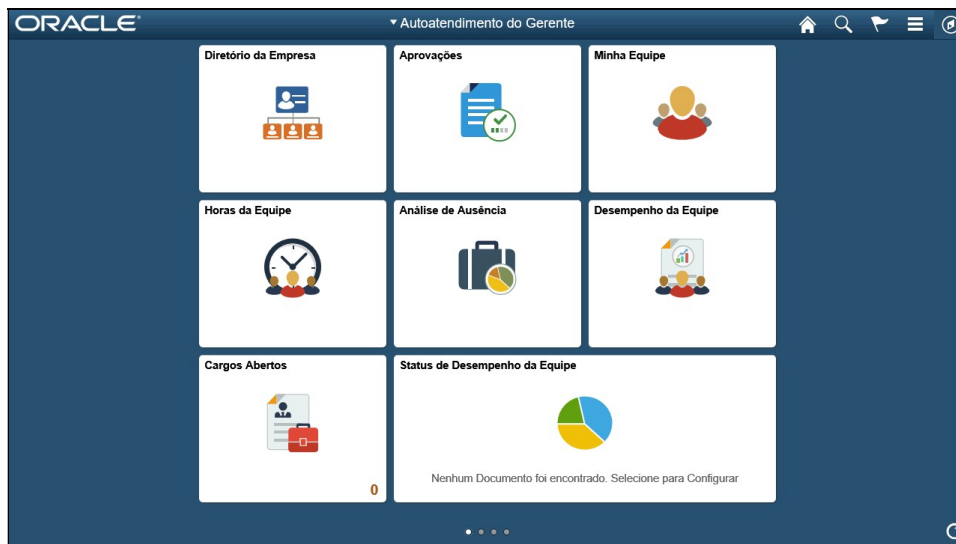 ORACLE
Autoatendimento do Gerente
Diretório da Empresa
Aprovações
Minha Equipe
Horas da Equipe
Análise de Ausência
Desempenho da Equipe
Cargos Abertos
0
Status de Desempenho da Equipe
Nenhum Documento foi encontrado. Selecione para Configurar